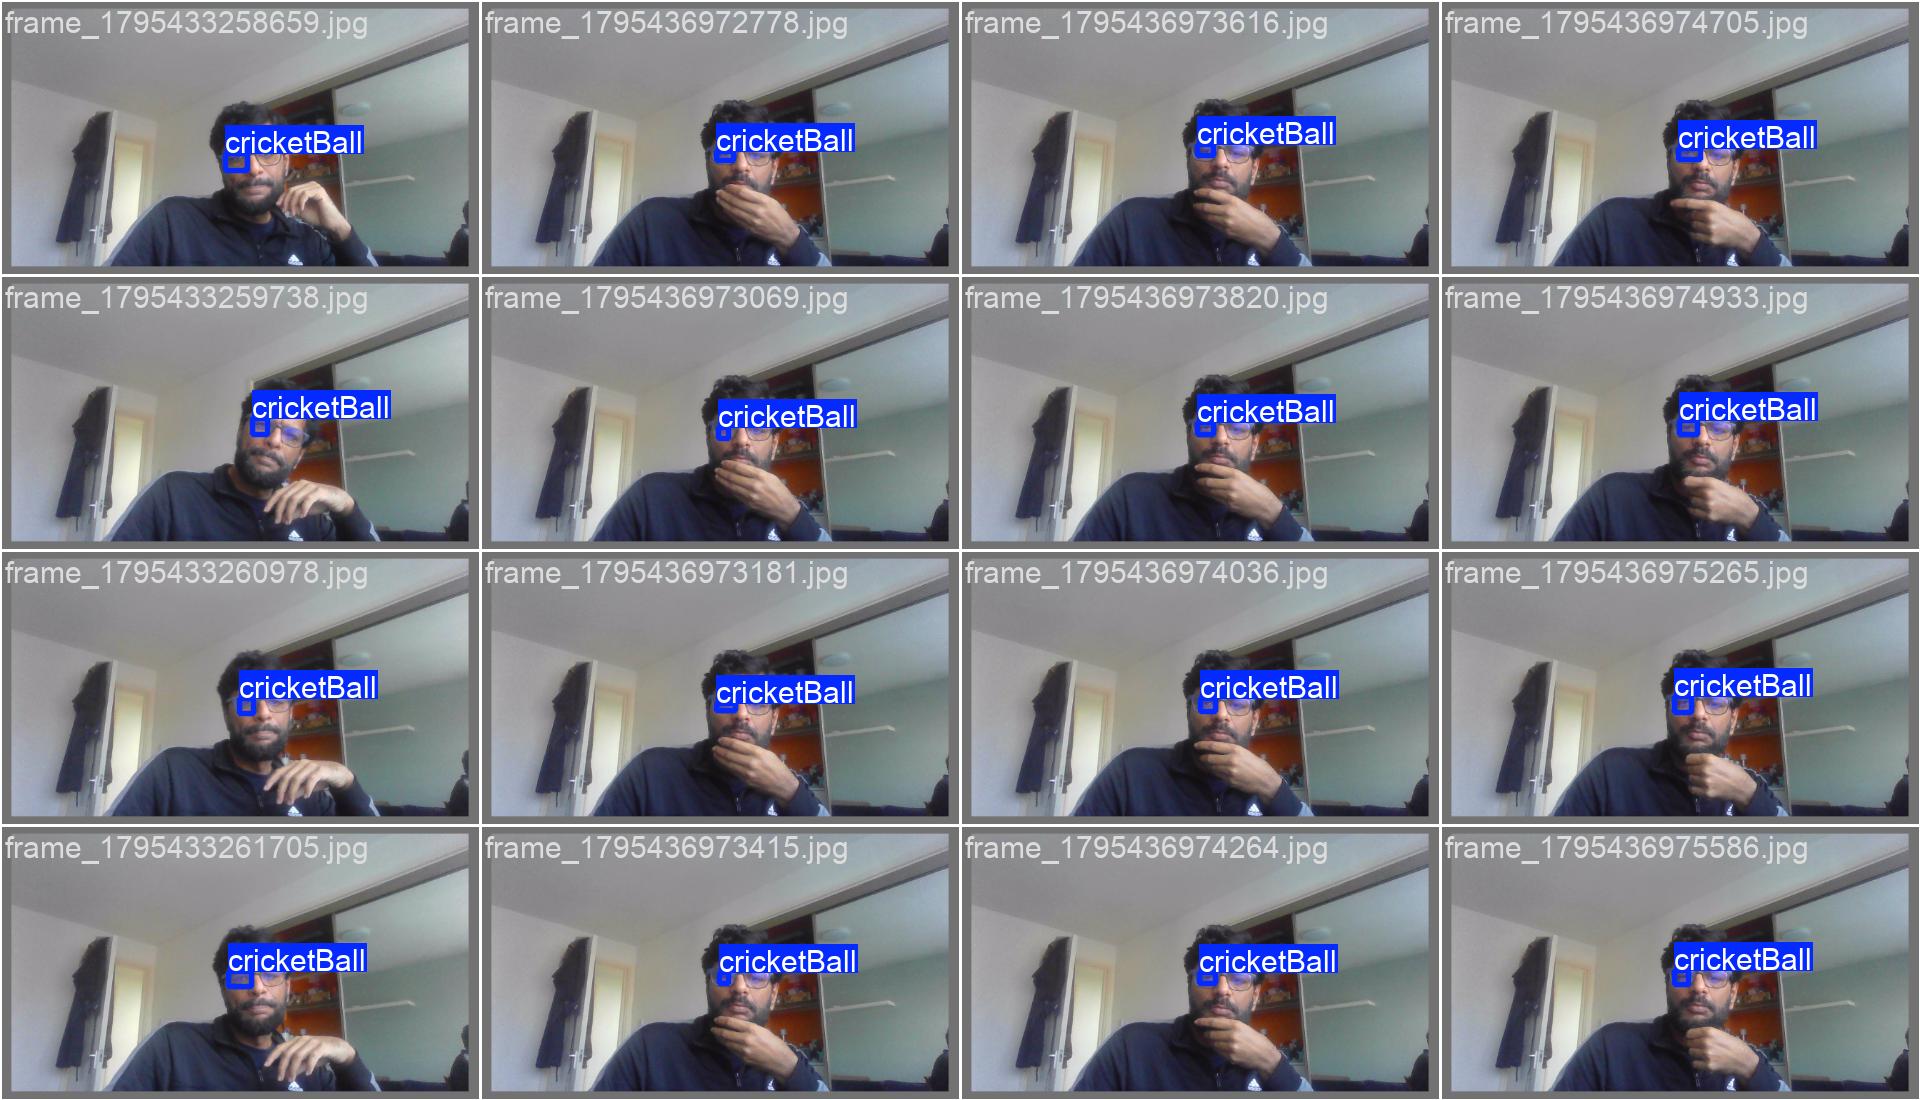 frame_1795433258659.jpg
cricketBall
frame_1795436972778.jpg
cricketBall
frame_1795436973616.jpg
cricketBall
frame_1795436974705.jpg
cricketBall
frame_1795433259738.jpg
cricketBall
frame_1795436973069.jpg
cricketBall
frame_1795436973820.jpg
cricketBall
frame_1795436974933.jpg
cricketBall
frame_1795433260978.jpg
cricketBall
frame_1795436973181.jpg
cricketBall
frame_1795436974036.jpg
cricketBall
frame_1795436975265.jpg
cricketBall
frame_1795433261705.jpg
cricketBall
frame_1795436973415.jpg
cricketBall
frame_1795436974264.jpg
cricketBall
frame_1795436975586.jpg
cricketBall